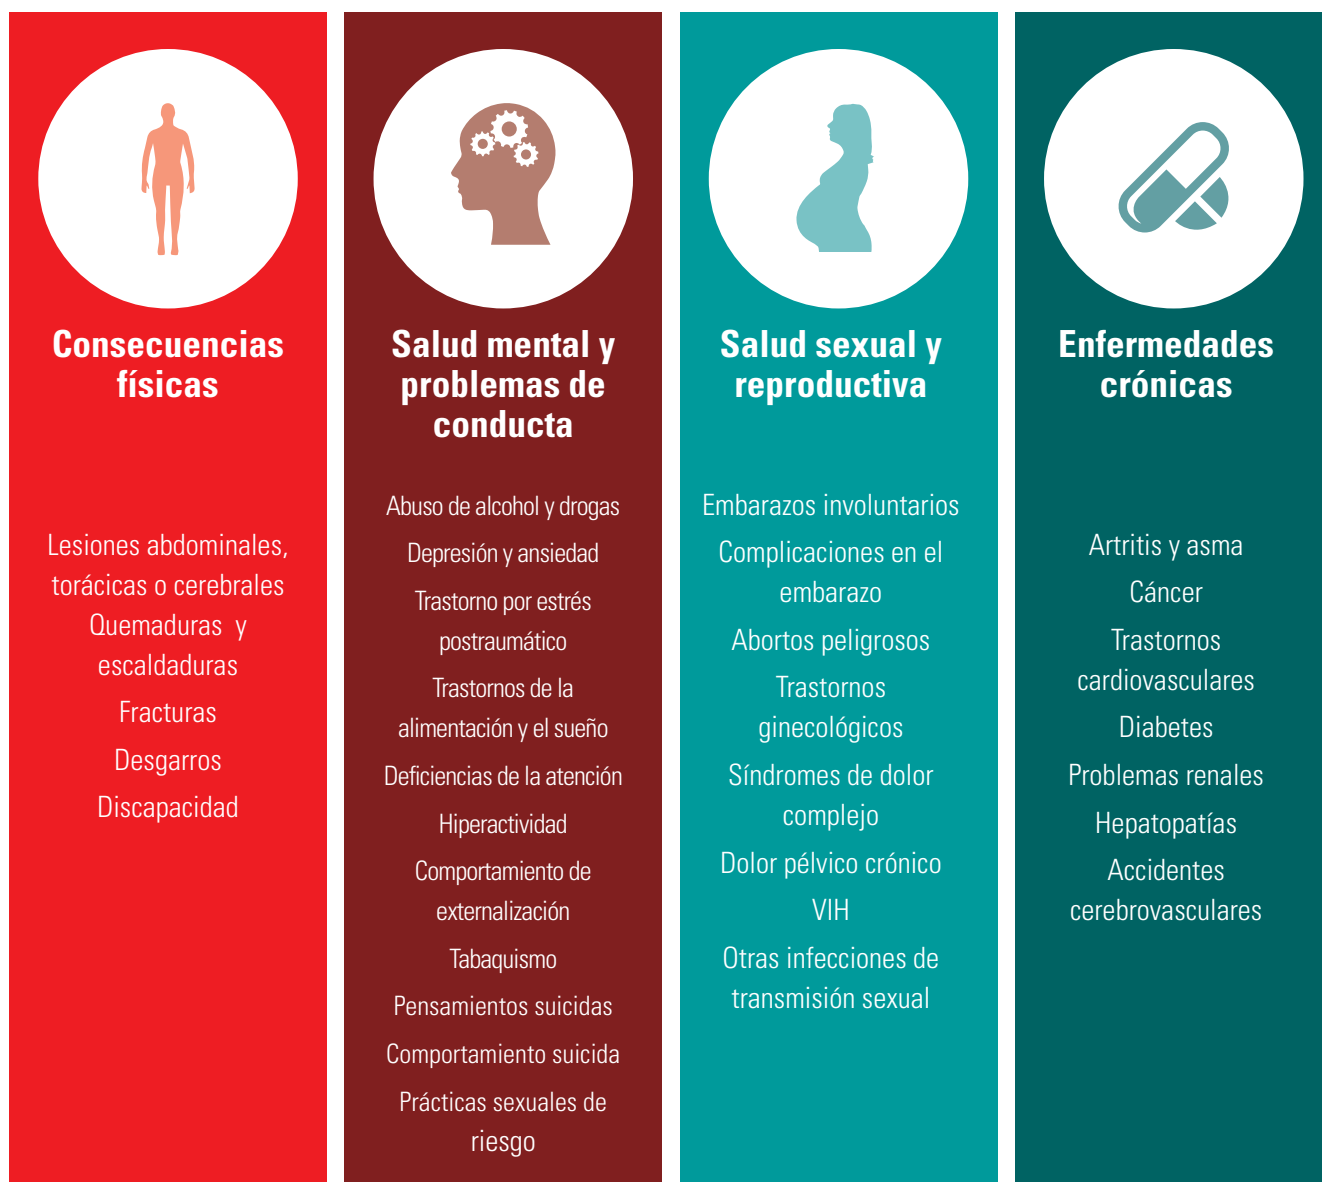 Consecuencias
físicas
Lesiones abdominales,
torácicas o cerebrales
Quemaduras y
escaldaduras
Fracturas
Desgarros
Discapacidad
Salud mental y
problemas de
conducta
Abuso de alcohol y drogas
Depresión y ansiedad
Trastorno por estrés
postraumático
Trastornos de la
alimentación y el sueño
Deficiencias de la atención
Hiperactividad
Comportamiento de
externalización
Tabaquismo
Pensamientos suicidas
Comportamiento suicida
Prácticas sexuales de
riesgo
Salud sexual y
reproductiva
Embarazos involuntarios
Complicaciones en el
embarazo
Abortos peligrosos
Trastornos
ginecológicos
Síndromes de dolor
complejo
Dolor pélvico crónico
VIH
Otras infecciones de
transmisión sexual
Enfermedades
crónicas
Artritis y asma
Cáncer
Trastornos
cardiovasculares
Diabetes
Problemas renales
Hepatopatías
Accidentes
cerebrovasculares